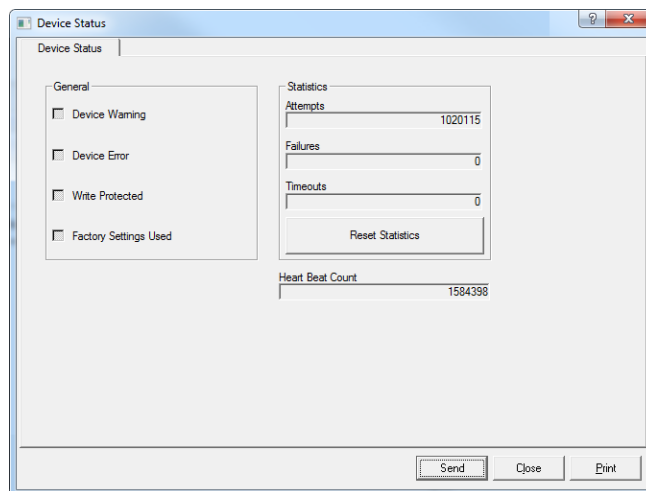 Device Status
Device Status
General
Device Warning
Device Error
Write Protected
Factory Settings Used
Statistics
Attempts
1020115
Failures
0
Timeouts
0
Reset Statistics
Heart Beat Count
1584398
Send
Close
Print